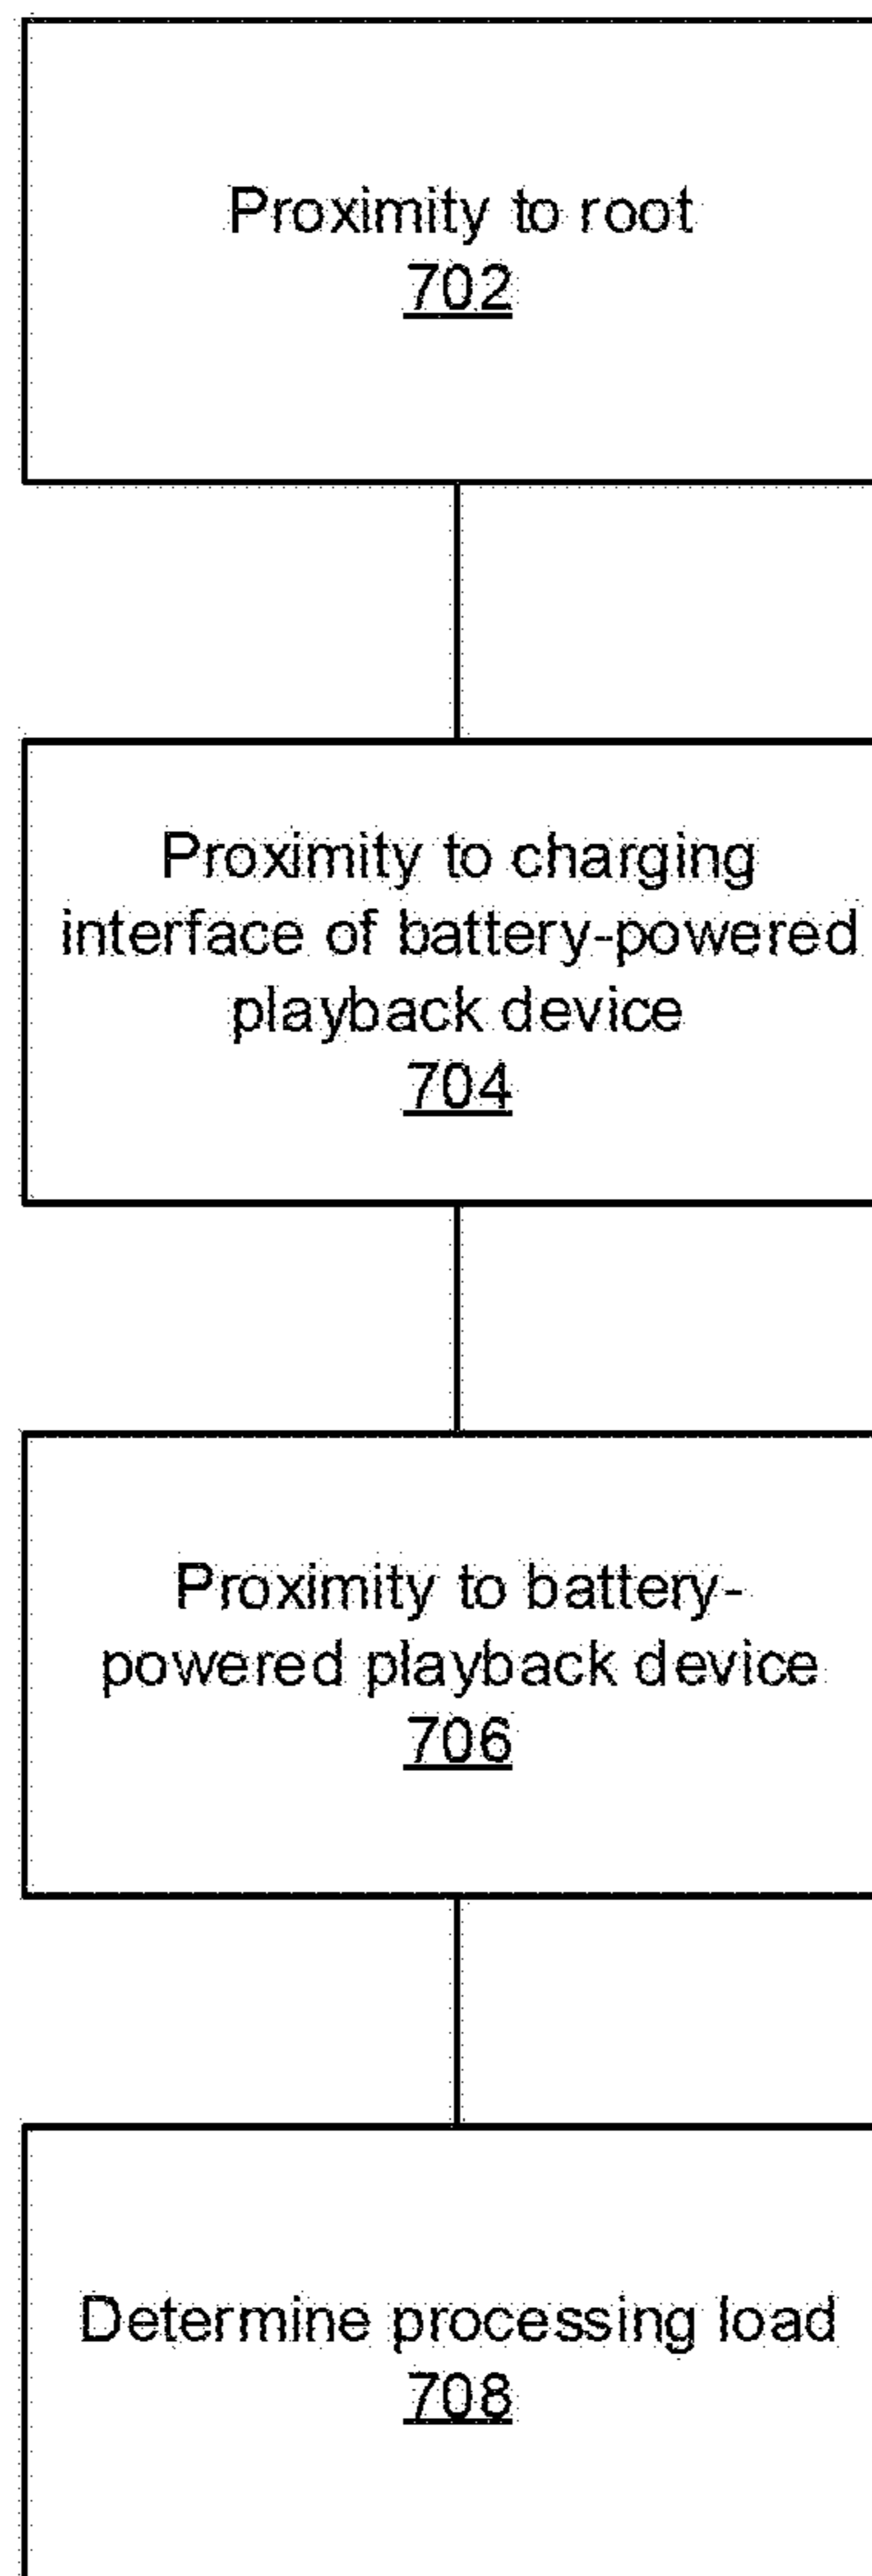 Proximity to root
702
Proximity to charging
interface of battery-powered
playback device
704
Proximity to battery-
powered playback device
706
Determine processing load
708